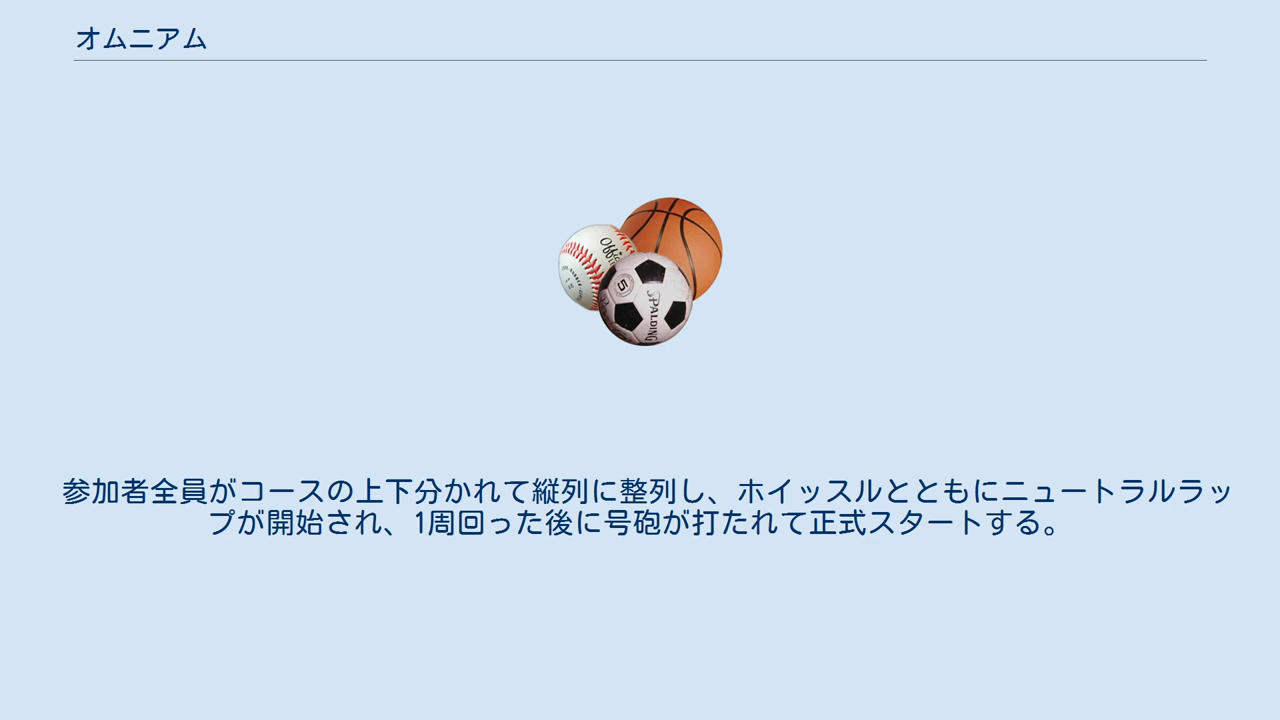 オムニアム
Offic
5
SPALDING
参加者全員がコースの上下分かれて縦列に整列し、ホイッスルとともにニュートラルラッ
プが開始され、1周回った後に号砲が打たれて正式スタートする。